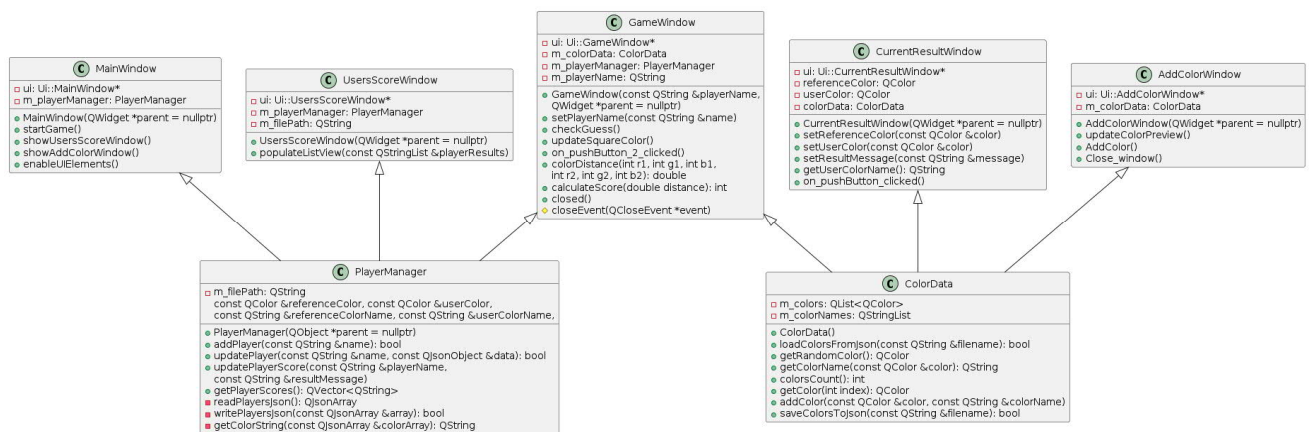 C MainWindow
ui: Ui::MainWindow*
m_playerManager: PlayerManager
MainWindow(QWidget *parent = nullptr)
startGame()
showUsersScoreWindow()
showAddColorWindow()
enableUIElements()
C UsersScoreWindow
ui: Ui::UsersScoreWindow*
m_playerManager: PlayerManager
m_filePath: QString
UsersScoreWindow(QWidget *parent = nullptr)
populateListView(const QStringList &playerResults)
C GameWindow
ui: Ui::GameWindow*
m_colorData: ColorData
m_playerManager: PlayerManager
m_playerName: QString
GameWindow(const QString &playerName,
QWidget *parent = nullptr)
setPlayerName(const QString &name)
checkGuess()
updateSquareColor()
on_pushButton_2_clicked()
colorDistance(int r1, int g1, int b1,
int r2, int g2, int b2): double
calculateScore(double distance): int
closed()
closeEvent(QCloseEvent *event)
C CurrentResultWindow
ui: Ui::CurrentResultWindow*
referenceColor: QColor
userColor: QColor
colorData: ColorData
CurrentResultWindow(QWidget *parent = nullptr)
setReferenceColor(const QColor &color)
setUserColor(const QColor &color)
setResultMessage(const QString &message)
getUserColorName(): QString
on_pushButton_clicked()
C AddColorWindow
ui: Ui::AddColorWindow*
m_colorData: ColorData
AddColorWindow(QWidget *parent = nullptr)
updateColorPreview()
AddColor()
Close_window()
C PlayerManager
m_filePath: QString
const QColor &referenceColor, const QColor &userColor,
const QString &referenceColorName, const QString &userColorName,
PlayerManager(QObject *parent = nullptr)
addPlayer(const QString &name): bool
updatePlayer(const QString &name, const QJsonObject &data): bool
updatePlayerScore(const QString &playerName,
const QString &resultMessage)
getPlayerScores(): QVector<QString>
readPlayersJson(): QJsonArray
writePlayersJson(const QJsonArray &array): bool
getColorString(const QJsonArray &colorArray): QString
C ColorData
m_colors: QList<QColor>
m_colorNames: QStringList
ColorData()
loadColorsFromJson(const QString &filename): bool
getRandomColor(): QColor
getColorName(const QColor &color): QString
colorsCount(): int
getColor(int index): QColor
addColor(const QColor &color, const QString &colorName)
saveColorsToJson(const QString &filename): bool